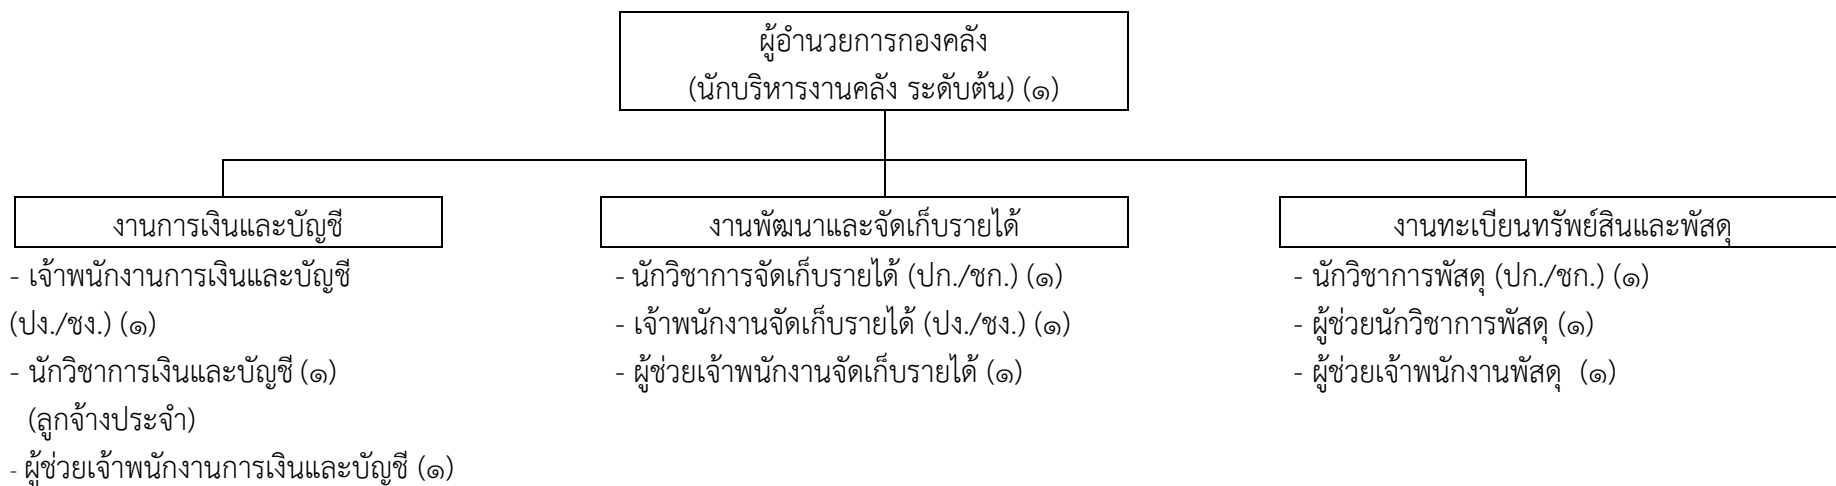 ผู้อำนวยการกองคลัง
(นักบริหารงานคลัง ระดับต้น) (๑)
งานการเงินและบัญชี
- เจ้าพนักงานการเงินและบัญชี
(ปง./ชง.) (๑)
- นักวิชาการเงินและบัญชี (๑)
(ลูกจ้างประจำ)
- ผู้ช่วยเจ้าพนักงานการเงินและบัญชี (๑)
งานพัฒนาและจัดเก็บรายได้
- นักวิชาการจัดเก็บรายได้ (ปก./ชก.) (๑)
- เจ้าพนักงานจัดเก็บรายได้ (ปง./ชง.) (๑)
- ผู้ช่วยเจ้าพนักงานจัดเก็บรายได้ (๑)
งานทะเบียนทรัพย์สินและพัสดุ
- นักวิชาการพัสดุ (ปก./ชก.) (๑)
- ผู้ช่วยนักวิชาการพัสดุ (๑)
- ผู้ช่วยเจ้าพนักงานพัสดุ (๑)